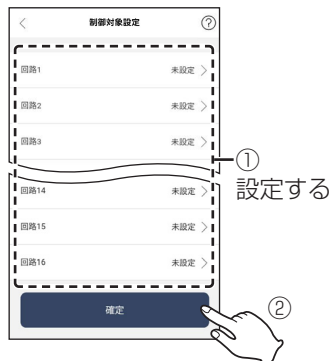 制御対象設定
?
回路1 未設定
回路2 未設定
回路3 未設定
回路14 未設定
回路15 未設定
回路16 未設定
確定
①
設定する
②